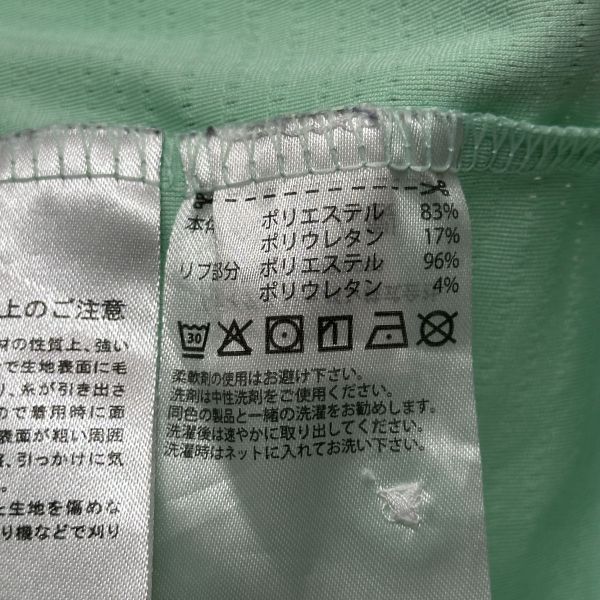 本体 ポリエステル 83%
ポリウレタン 17%
リブ部分 ポリエステル 96%
ポリウレタン 4%
30
柔軟剤の使用はお避け下さい。
洗剤は中性洗剤をご使用ください。
同色の製品と一緒の洗濯をお勧めします。
洗濯後は速やかに取り出してください。
洗濯時はネットに入れてお洗い下さい。
上のご注意
材の性質上、強い
で生地表面に毛
り、糸が引き出さ
ので着用時に面
表面が粗い周囲
、引っかけに気
。
と生地を傷めな
り機などで刈り